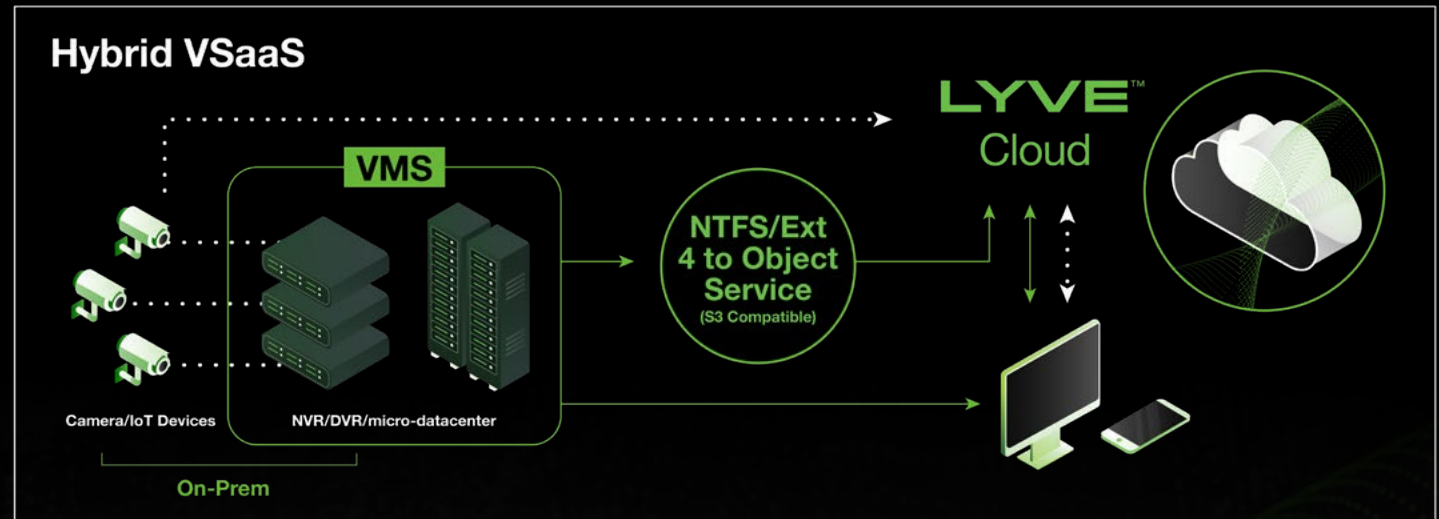 Hybrid VSaaS
LYVE™
Cloud
VMS
NTFS/Ext
4 to Object
Service
(S3 Compatible)
Camera/IoT Devices
NVR/DVR/micro-datacenter
On-Prem